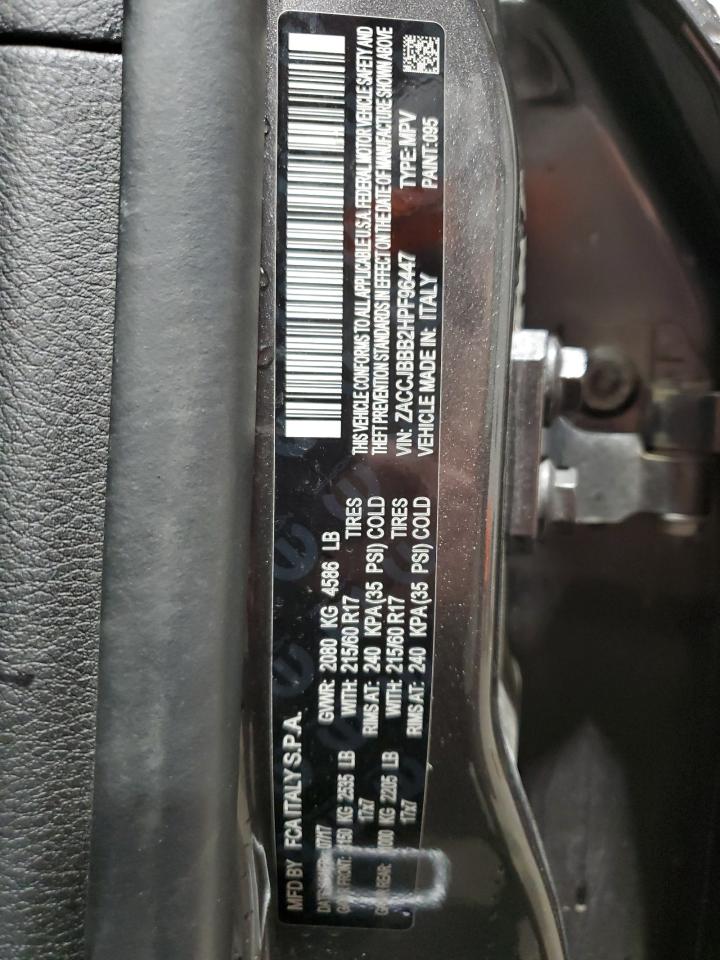 MFD BY FCA ITALY S.P.A.
GVWR: 2080 KG 4586 LB
2535 LB WITH: 215/60 R17 TIRES
17x7 RIMS AT: 240 KPA(35 PSI) COLD
KG 2205 LB WITH: 215/60 R17 TIRES
17x7 RIMS AT: 240 KPA(35 PSI) COLD
THIS VEHICLE CONFORMS TO ALL APPLICABLE U.S.A. FEDERAL MOTOR VEHICLE SAFETY AND
THEFT PREVENTION STANDARDS IN EFFECT ON THE DATE OF MANUFACTURE SHOWN ABOVE
VIN: ZACCJBBB2HPF96447 TYPE: MPV
VEHICLE MADE IN: ITALY PAINT: 095